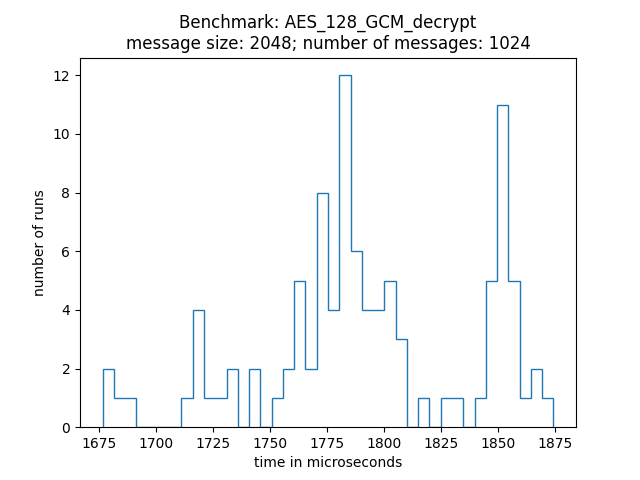 Benchmark: AES_128_GCM_decrypt
message size: 2048; number of messages: 1024
12
10
8
6
4
2
0
number of runs
1675 1700 1725 1750 1775 1800 1825 1850 1875
time in microseconds